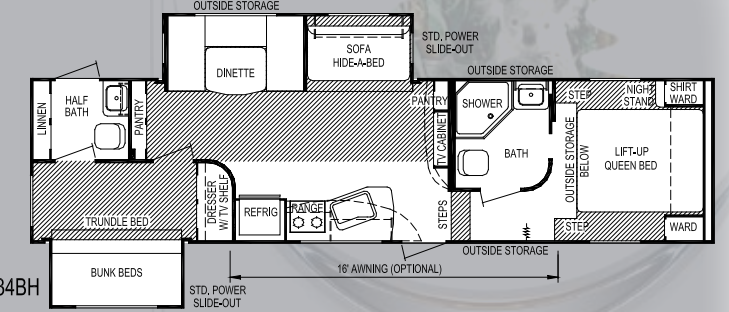 OUTSIDE STORAGE
STD. POWER
SLIDE-OUT
SOFA
HIDE-A-BED
DINETTE
OUTSIDE STORAGE
LINNEN
HALF
BATH
PANTRY
PANTRY
TV CABINET
SHOWER
BATH
STEP
NIGHT
STAND
SHIRT
WARD
OUTSIDE STORAGE
BELOW
LIFT-UP
QUEEN BED
TRUNDLE BED
DRESSER
W/ TV SHELF
REFRIG
RANGE
STEPS
STEP
WARD
OUTSIDE STORAGE
BUNK BEDS
16' AWNING (OPTIONAL)
STD. POWER
SLIDE-OUT
34BH